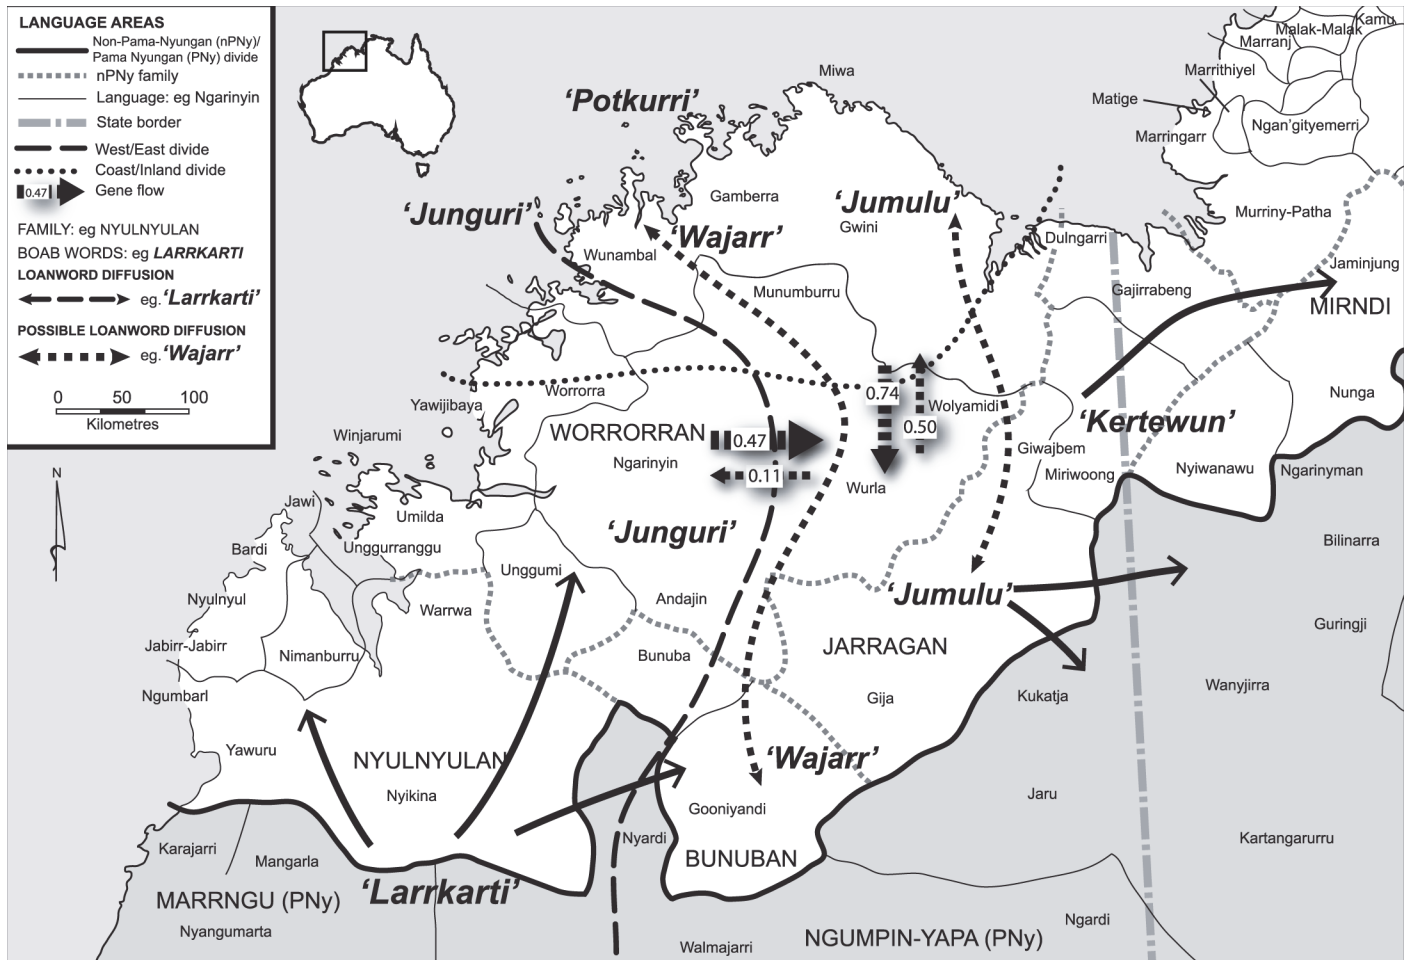 LANGUAGE AREAS
Non-Pama-Nyungan (nPNy)/
Pama Nyungan (PNy) divide
nPNy family
Language: eg Ngarinyin
State border
West/East divide
Coast/Inland divide
0.47
Gene flow
FAMILY: eg NYULNYULAN
BOAB WORDS: eg LARRKARTI
LOANWORD DIFFUSION
eg.‘Larrkarti’
POSSIBLE LOANWORD DIFFUSION
eg.‘Wajarr’
0 50 100
Kilometres
N
Kamu
Malak-Malak
Marranj
Marrithiyel
Matige
Ngan’gityemerri
Marringarr
Miwa
‘Potkurri’
Gamberra
‘Junguri’
‘Jumulu’
Gwini
Murriny-Patha
‘Wajarr’
Dulngarri
Wunambal
Jaminjung
Munumburru
Gajirrabeng
MIRNDI
Worrorra
Nunga
0.74
Wolyamidi
Yawijibaya
0.50
‘Kertewun’
Winjarumi
WORRORRAN
0.47
Giwajbem
Ngarinyin
0.11
Miriwoong
Nyiwanawu
Ngarinyman
Wurla
Jawi
Umilda
‘Junguri’
Bilinarra
Bardi
Unggurranggu
Unggumi
Nyulnyul
Warrwa
Andajin
‘Jumulu’
Guringji
Jabirr-Jabirr
Nimanburru
Bunuba
JARRAGAN
Ngumbarl
Gija
Kukatja
Wanyjirra
Yawuru
NYULNYULAN
‘Wajarr’
Nyikina
Jaru
Gooniyandi
Karajarri
Mangarla
Nyardi
Kartangarurru
BUNUBAN
MARRNGU (PNy)
‘Larrkarti’
Nyangumarta
Ngardi
Walmajarri
NGUMPIN-YAPA (PNy)